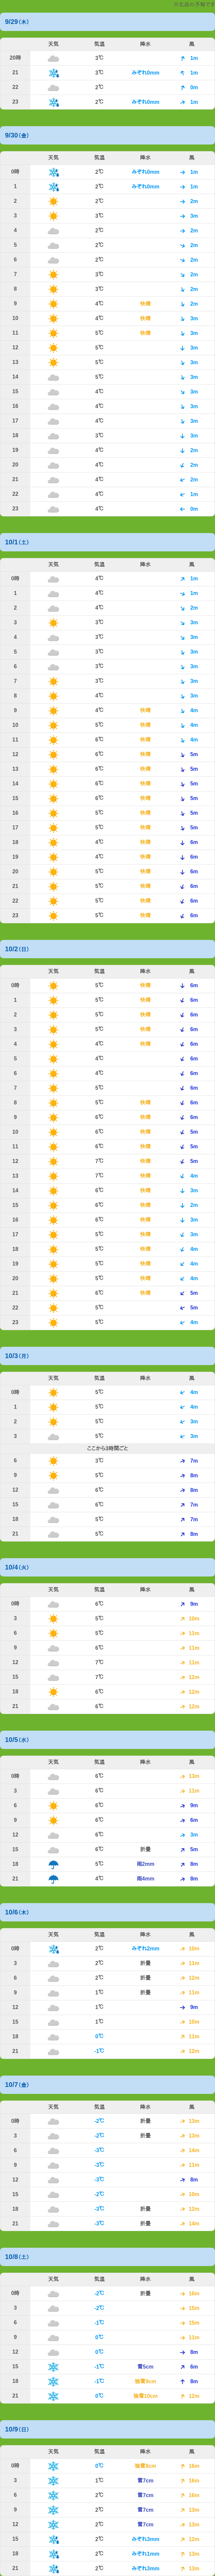 9/29(木)
天気 気温 降水 風
20時 3℃ 1m
21 3℃ みぞれ0mm 1m
22 2℃ 0m
23 2℃ みぞれ0mm 1m
9/30(金)
天気 気温 降水 風
0時 2℃ みぞれ0mm 1m
1 2℃ みぞれ0mm 1m
2 2℃ 2m
3 3℃ 3m
4 2℃ 2m
5 2℃ 2m
6 2℃ 2m
7 3℃ 2m
8 3℃ 2m
9 4℃ 快晴 2m
10 4℃ 快晴 3m
11 5℃ 快晴 3m
12 5℃ 3m
13 5℃ 3m
14 5℃ 3m
15 4℃ 3m
16 4℃ 3m
17 4℃ 3m
18 3℃ 3m
19 4℃ 2m
20 4℃ 2m
21 4℃ 2m
22 4℃ 1m
23 4℃ 0m
10/1(土)
天気 気温 降水 風
0時 4℃ 1m
1 4℃ 1m
2 4℃ 2m
3 3℃ 3m
4 3℃ 3m
5 3℃ 3m
6 3℃ 3m
7 3℃ 3m
8 4℃ 3m
9 4℃ 快晴 4m
10 5℃ 快晴 4m
11 6℃ 快晴 4m
12 6℃ 快晴 5m
13 6℃ 快晴 5m
14 6℃ 快晴 5m
15 6℃ 快晴 5m
16 5℃ 快晴 5m
17 5℃ 快晴 5m
18 4℃ 快晴 6m
19 4℃ 快晴 6m
20 5℃ 快晴 6m
21 5℃ 快晴 6m
22 5℃ 快晴 6m
23 5℃ 快晴 6m
10/2(日)
天気 気温 降水 風
0時 5℃ 快晴 6m
1 5℃ 快晴 6m
2 5℃ 快晴 6m
3 5℃ 快晴 6m
4 4℃ 快晴 6m
5 4℃ 6m
6 4℃ 6m
7 5℃ 6m
8 5℃ 快晴 6m
9 6℃ 快晴 6m
10 6℃ 快晴 5m
11 6℃ 快晴 5m
12 7℃ 快晴 5m
13 7℃ 快晴 4m
14 6℃ 快晴 3m
15 6℃ 快晴 2m
16 6℃ 快晴 3m
17 5℃ 快晴 3m
18 4℃ 快晴 4m
19 5℃ 快晴 4m
20 5℃ 快晴 4m
21 6℃ 快晴 5m
22 5℃ 5m
23 5℃ 4m
10/3(月)
天気 気温 降水 風
0時 5℃ 4m
1 5℃ 4m
2 5℃ 3m
3 5℃ 3m
ここから3時間ごと
6 3℃ 7m
9 5℃ 8m
12 6℃ 8m
15 6℃ 7m
18 5℃ 7m
21 5℃ 8m
10/4(火)
天気 気温 降水 風
0時 6℃ 9m
3 5℃ 10m
6 5℃ 11m
9 6℃ 11m
12 7℃ 11m
15 7℃ 12m
18 6℃ 12m
21 6℃ 12m
10/5(水)
天気 気温 降水 風
0時 6℃ 13m
3 6℃ 11m
6 6℃ 9m
9 6℃ 6m
12 6℃ 3m
15 6℃ 折畳 5m
18 5℃ 雨2mm 8m
21 4℃ 雨4mm 8m
10/6(木)
天気 気温 降水 風
0時 2℃ みぞれ2mm 10m
3 2℃ 折畳 11m
6 2℃ 折畳 12m
9 1℃ 折畳 11m
12 1℃ 9m
15 1℃ 10m
18 0℃ 11m
21 -1℃ 12m
10/7(金)
天気 気温 降水 風
0時 -2℃ 折畳 13m
3 -2℃ 折畳 13m
6 -3℃ 14m
9 -3℃ 11m
12 -3℃ 8m
15 -2℃ 10m
18 -3℃ 折畳 12m
21 -3℃ 折畳 14m
10/8(土)
天気 気温 降水 風
0時 -2℃ 折畳 16m
3 -2℃ 15m
6 -1℃ 15m
9 0℃ 11m
12 0℃ 8m
15 -1℃ 雪5cm 6m
18 -1℃ 強雪8cm 8m
21 0℃ 強雪10cm 12m
10/9(日)
天気 気温 降水 風
0時 0℃ 強雪8cm 16m
3 1℃ 雪7cm 16m
6 2℃ 雪7cm 16m
9 2℃ 雪7cm 13m
12 2℃ 雪7cm 13m
15 2℃ みぞれ3mm 12m
18 2℃ みぞれ1mm 13m
21 2℃ みぞれ3mm 13m